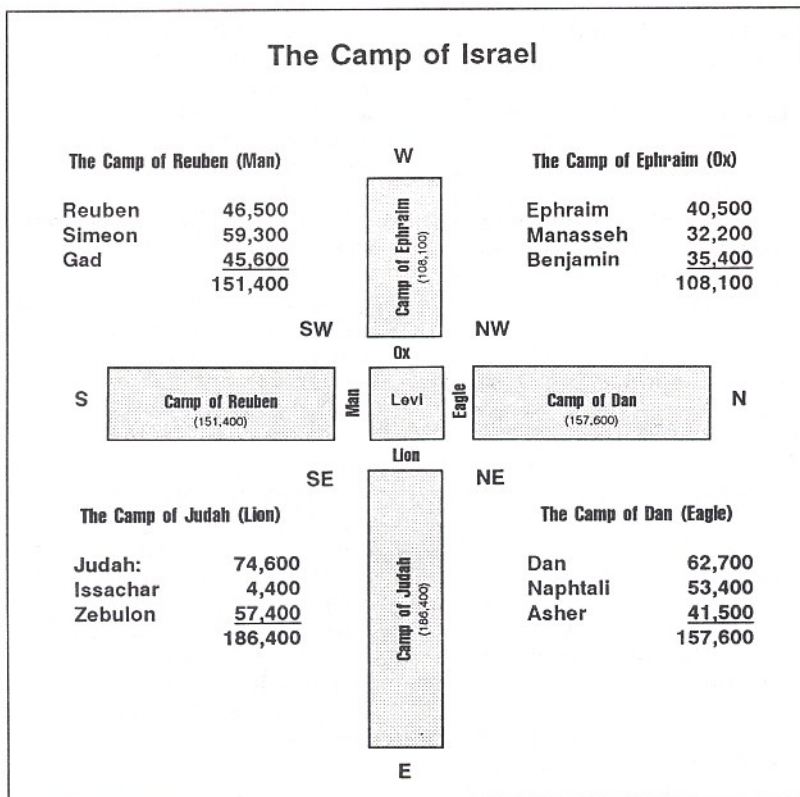 The Camp of Israel
The Camp of Reuben (Man)
Reuben 46,500
Simeon 59,300
Gad 45,600
151,400
W
The Camp of Ephraim (Ox)
Ephraim 40,500
Manasseh 32,200
Benjamin 35,400
108,100
Camp of Ephraim
(108,100)
SW
NW
Ox
S
Camp of Reuben
(151,400)
Man
Levi
Eagle
Camp of Dan
(157,600)
N
Lion
SE
NE
The Camp of Judah (Lion)
Judah: 74,600
Issachar 4,400
Zebulon 57,400
186,400
Camp of Judah
(186,400)
The Camp of Dan (Eagle)
Dan 62,700
Naphtali 53,400
Asher 41,500
157,600
E